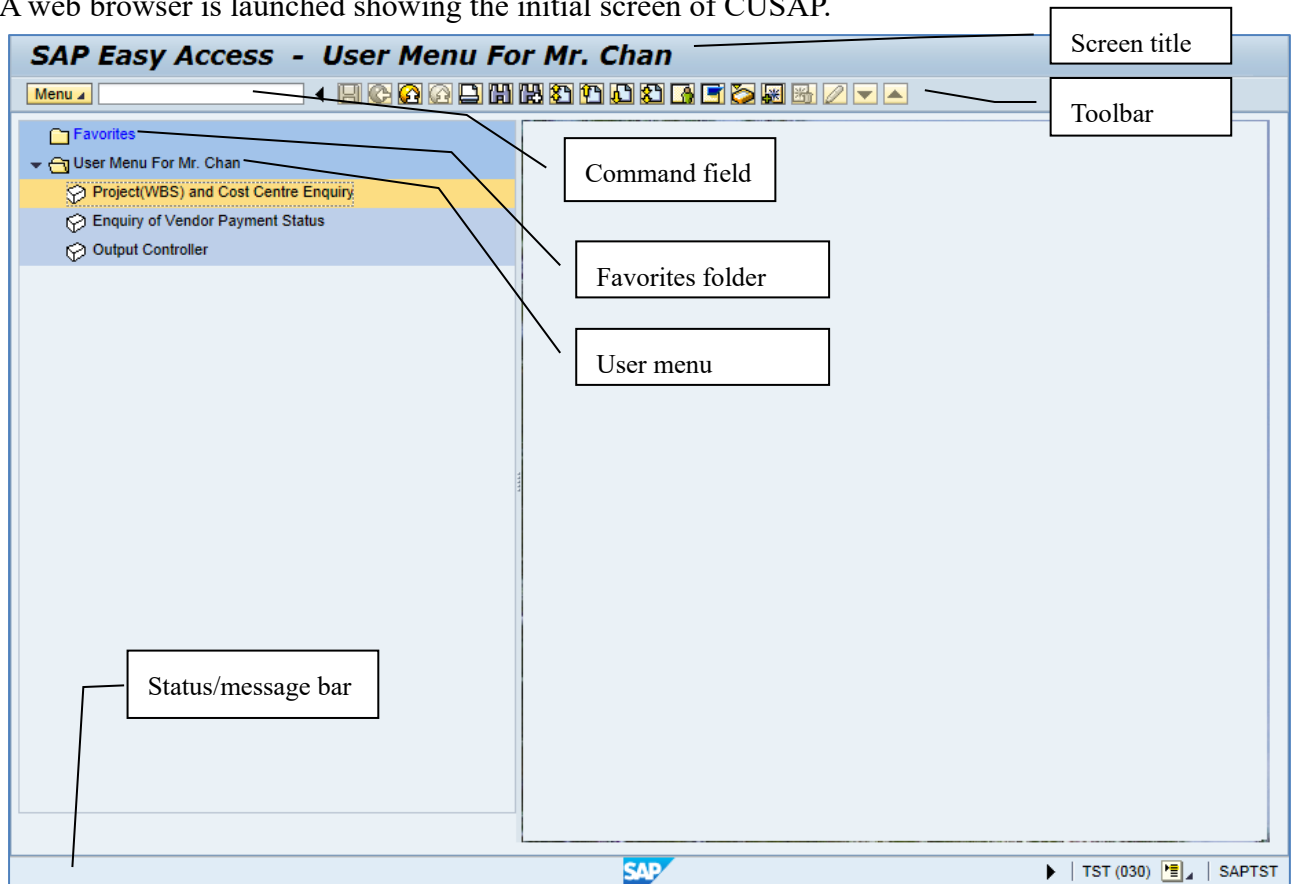 A web browser is launched showing the initial screen of CUSAP.
SAP Easy Access - User Menu For Mr. Chan
Screen title
Menu
Toolbar
Favorites
User Menu For Mr. Chan
Command field
Project(WBS) and Cost Centre Enquiry
Enquiry of Vendor Payment Status
Output Controller
Favorites folder
User menu
Status/message bar
SAP
TST (030)
SAPTST